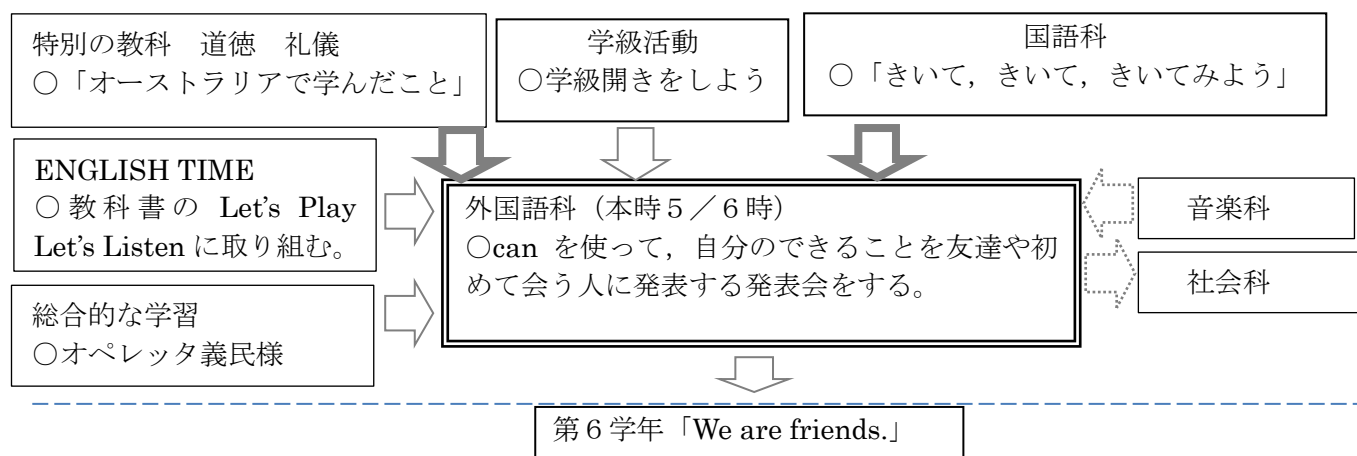 特別の教科　道徳　礼儀
○「オーストラリアで学んだこと」
学級活動
○学級開きをしよう
国語科
○「きいて，きいて，きいてみよう」
ENGLISH TIME
○教科書の Let's Play
Let's Listen に取り組む。
総合的な学習
○オペレッタ義民様
外国語科（本時５／６時）
○can を使って，自分のできることを友達や初
めて会う人に発表する発表会をする。
音楽科
社会科
第６学年「We are friends.」